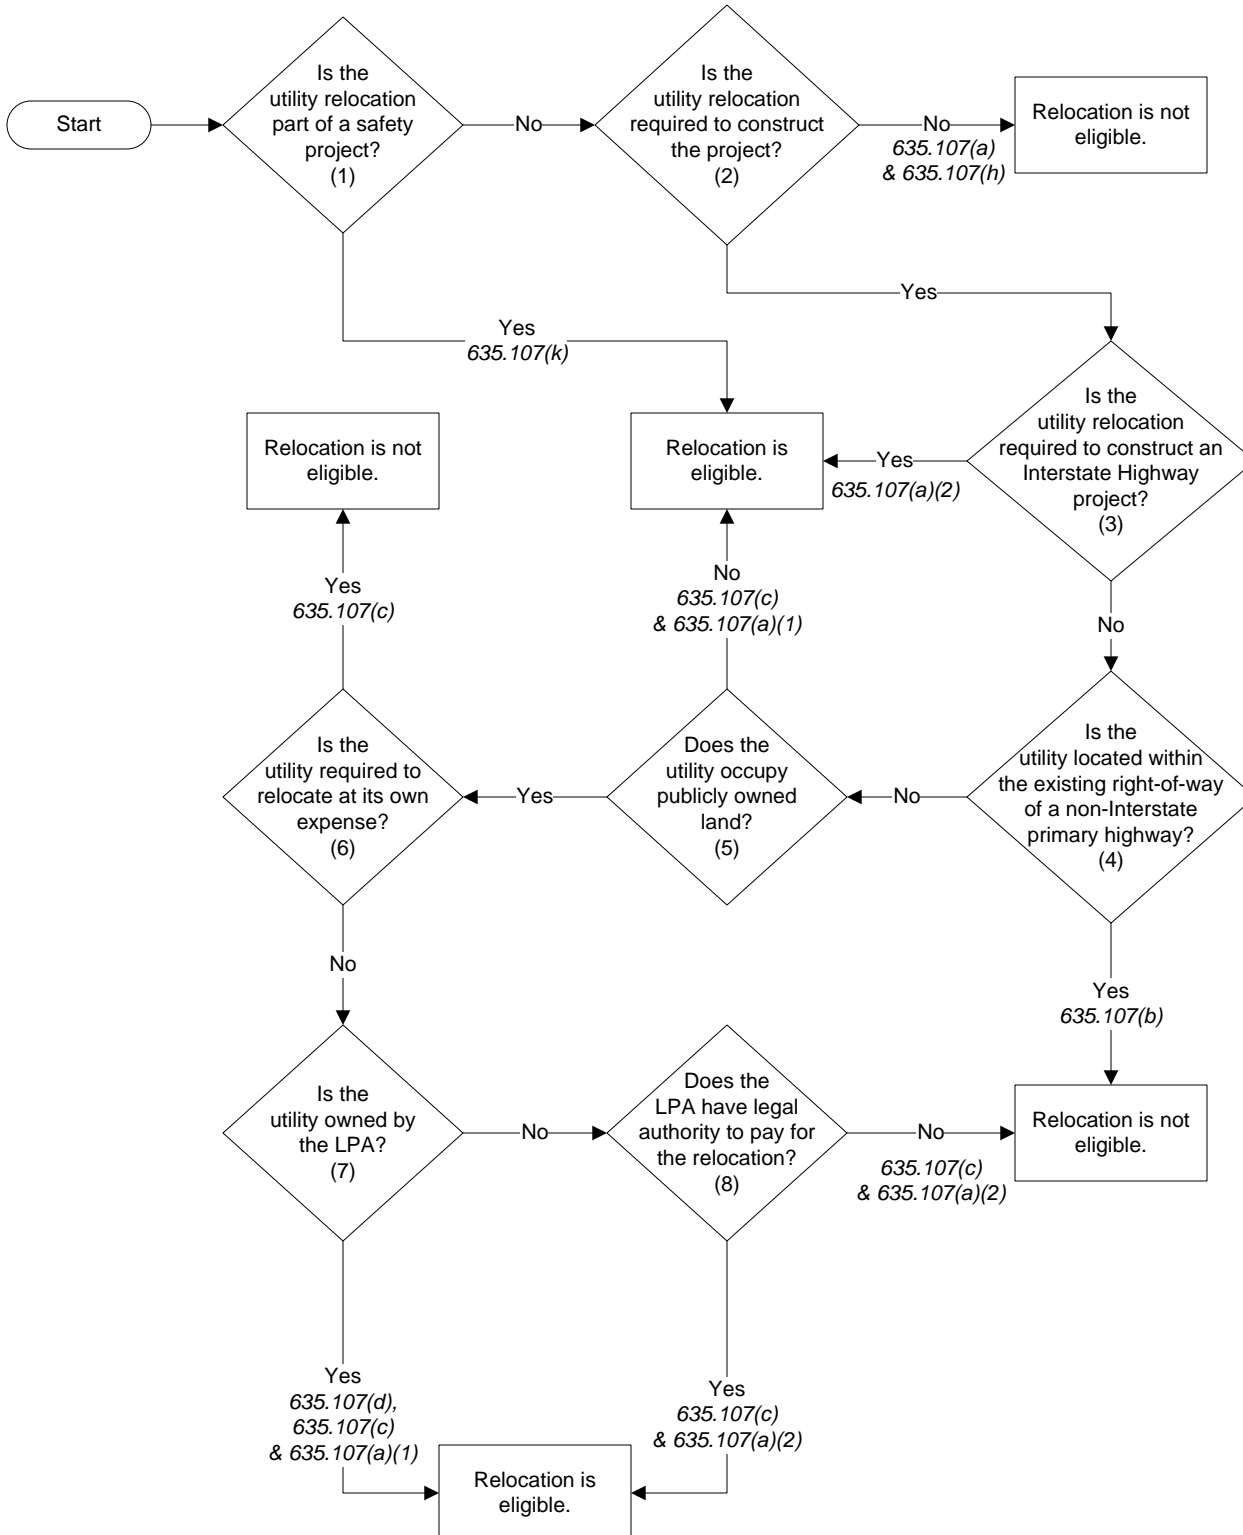 Start
Is the
utility relocation
part of a safety
project?
(1)
No
Is the
utility relocation
required to construct
the project?
(2)
No
635.107(a)
& 635.107(h)
Relocation is not
eligible.
Yes
Yes
635.107(k)
Is the
utility relocation
required to construct an
Interstate Highway
project?
(3)
Relocation is not
eligible.
Relocation is
eligible.
Yes
635.107(a)(2)
Yes
635.107(c)
No
635.107(c)
& 635.107(a)(1)
No
Is the
utility required to
relocate at its own
expense?
(6)
Yes
Does the
utility occupy
publicly owned
land?
(5)
No
Is the
utility located within
the existing right-of-way
of a non-Interstate
primary highway?
(4)
No
Yes
635.107(b)
Is the
utility owned by
the LPA?
(7)
No
Does the
LPA have legal
authority to pay for
the relocation?
(8)
No
635.107(c)
& 635.107(a)(2)
Relocation is not
eligible.
Yes
635.107(d),
635.107(c)
& 635.107(a)(1)
Yes
635.107(c)
& 635.107(a)(2)
Relocation is
eligible.